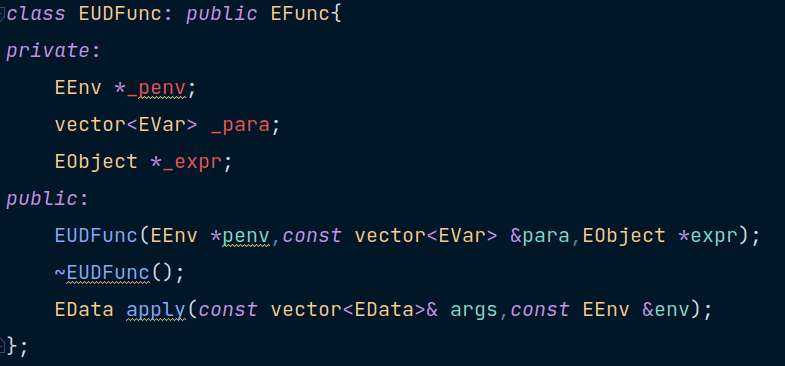 class EUDFunc: public EFunc{
private:
    EEnv *_penv;
    vector<EVar> _para;
    EObject *_expr;
public:
    EUDFunc(EEnv *penv,const vector<EVar> &para,EObject *expr);
    ~EUDFunc();
    EData apply(const vector<EData>& args,const EEnv &env);
};